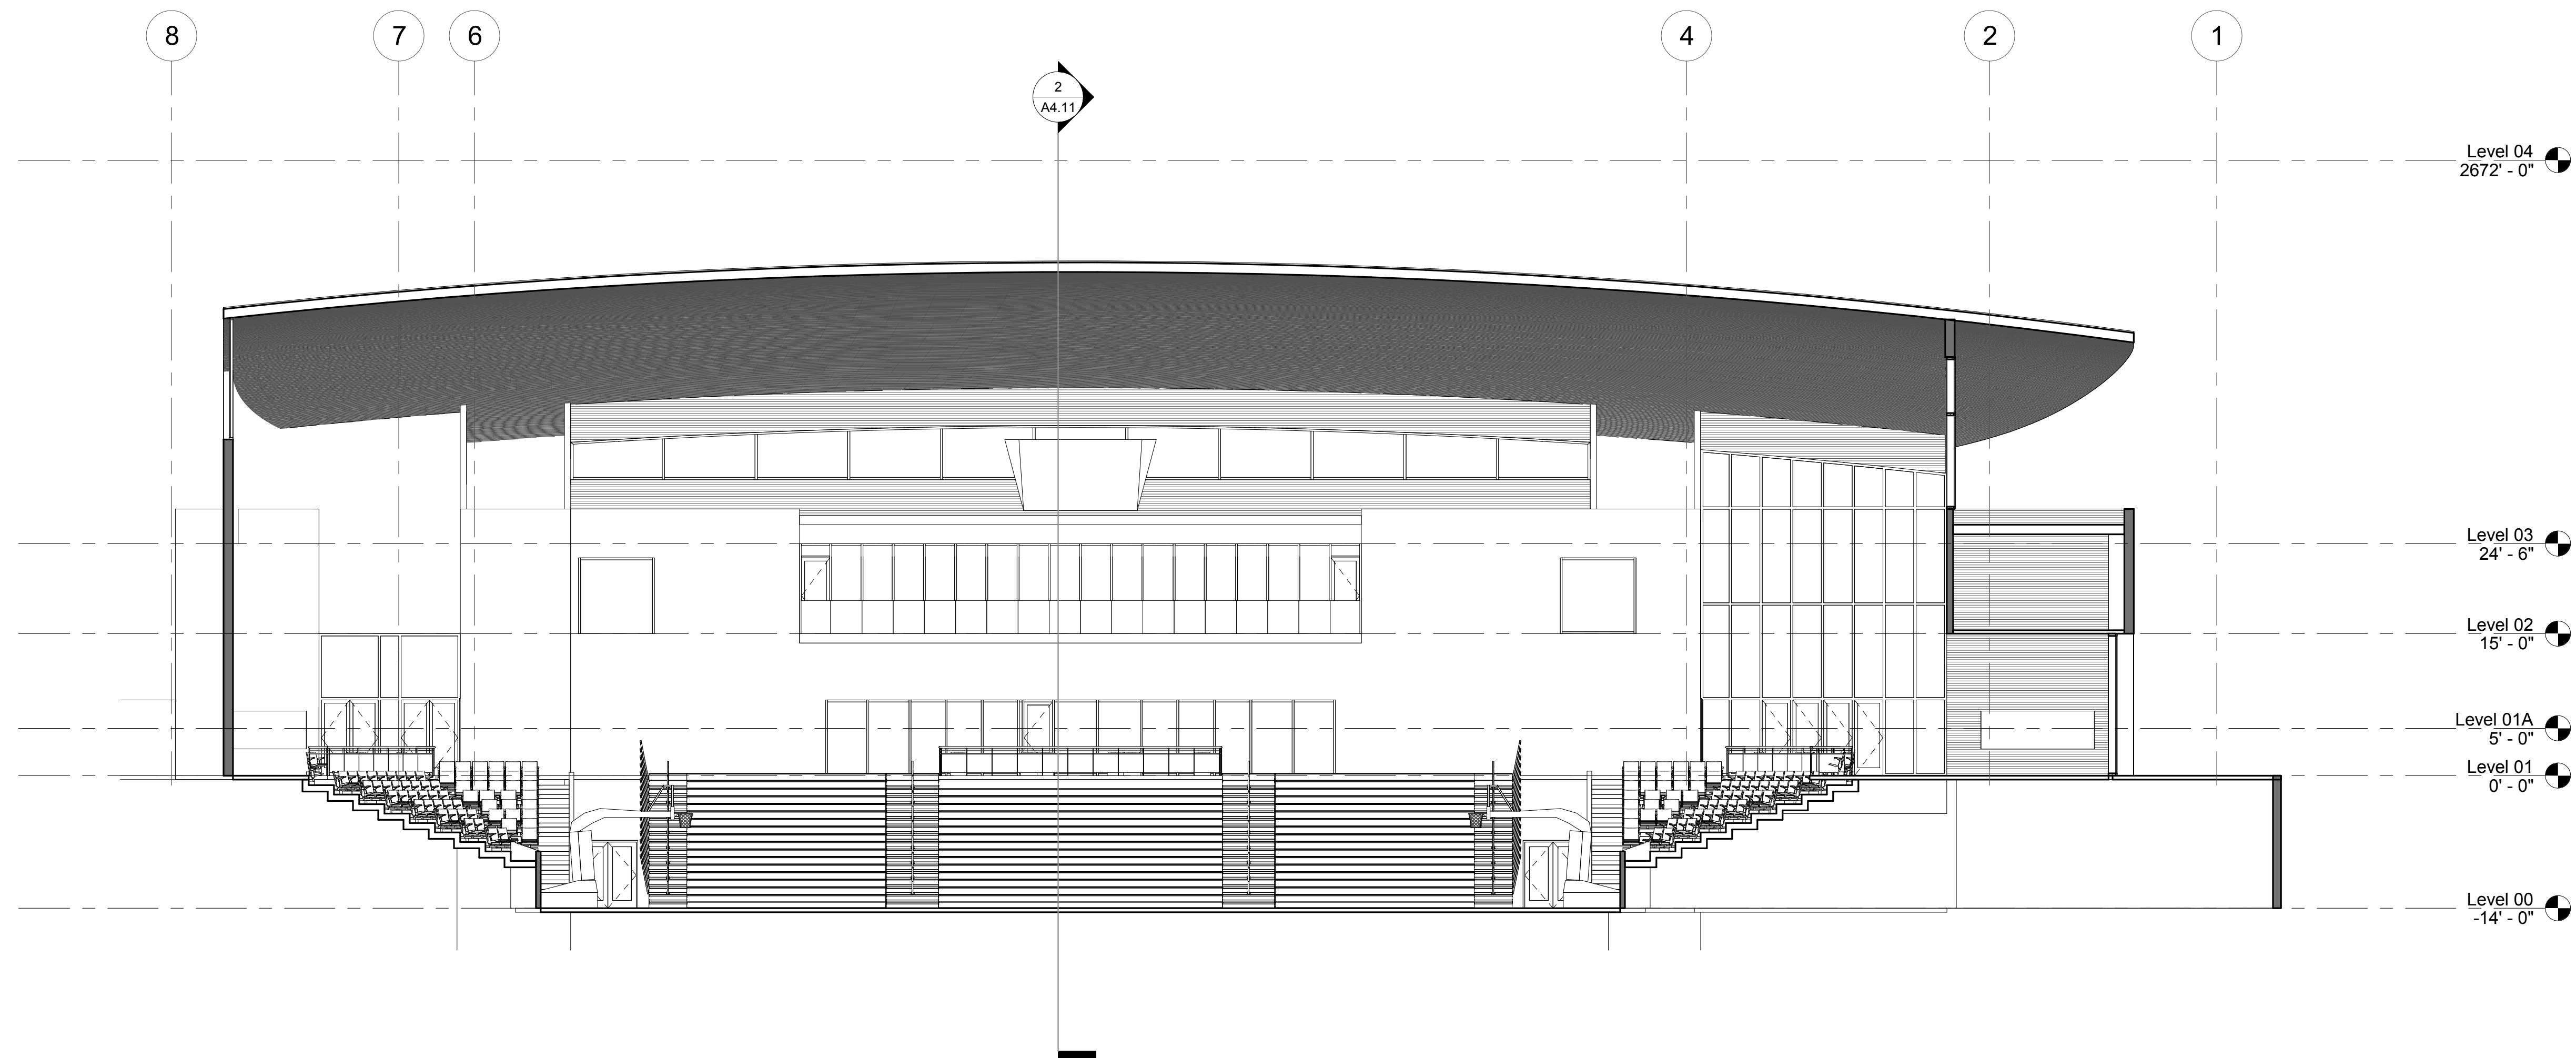 8
7
6
4
2
1
2
A4.11
Level 04
2672' - 0"
Level 03
24' - 6"
Level 02
15' - 0"
Level 01A
5' - 0"
Level 01
0' - 0"
Level 00
-14' - 0"